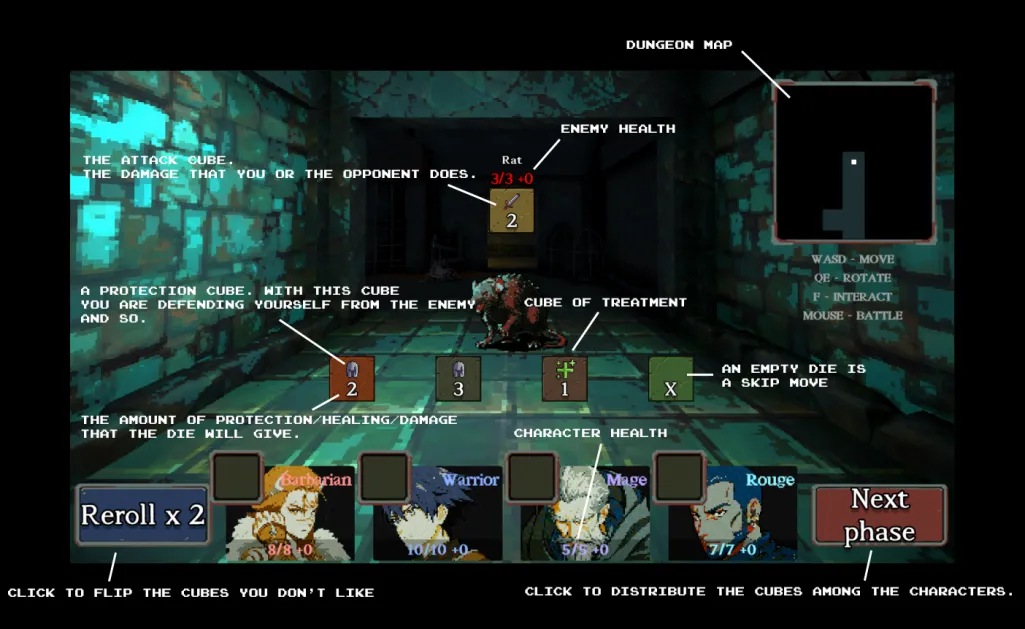 DUNGEON MAP
ENEMY HEALTH
THE ATTACK CUBE.
THE DAMAGE THAT YOU OR THE OPPONENT DOES.
Rat
3/3 +0
2
WASD - MOVE
QE - ROTATE
F - INTERACT
MOUSE - BATTLE
A PROTECTION CUBE. WITH THIS CUBE
YOU ARE DEFENDING YOURSELF FROM THE ENEMY
AND SO.
CUBE OF TREATMENT
2
3
1
X
AN EMPTY DIE IS
A SKIP MOVE
THE AMOUNT OF PROTECTION/HEALING/DAMAGE
THAT THE DIE WILL GIVE.
CHARACTER HEALTH
Barbarian
Warrior
Mage
Rouge
Reroll x 2
Next
phase
8/8 +0
10/10 +0
5/5 +0
7/7 +0
CLICK TO FLIP THE CUBES YOU DON'T LIKE
CLICK TO DISTRIBUTE THE CUBES AMONG THE CHARACTERS.